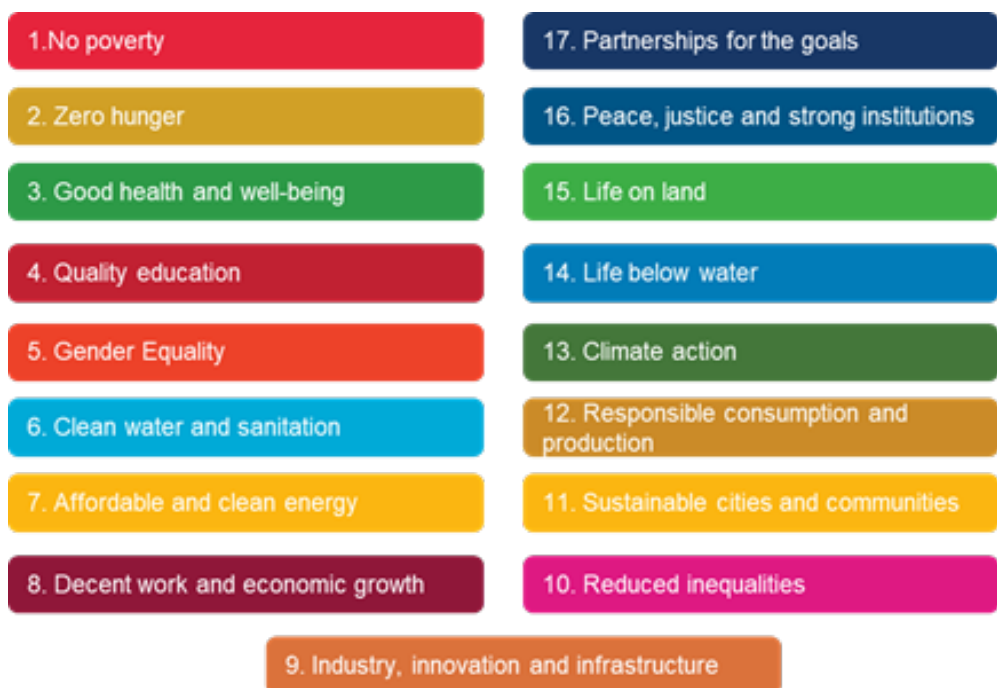 1.No poverty
17. Partnerships for the goals
2. Zero hunger
16. Peace, justice and strong institutions
3. Good health and well-being
15. Life on land
4. Quality education
14. Life below water
5. Gender Equality
13. Climate action
6. Clean water and sanitation
12. Responsible consumption and
production
7. Affordable and clean energy
11. Sustainable cities and communities
8. Decent work and economic growth
10. Reduced inequalities
9. Industry, innovation and infrastructure